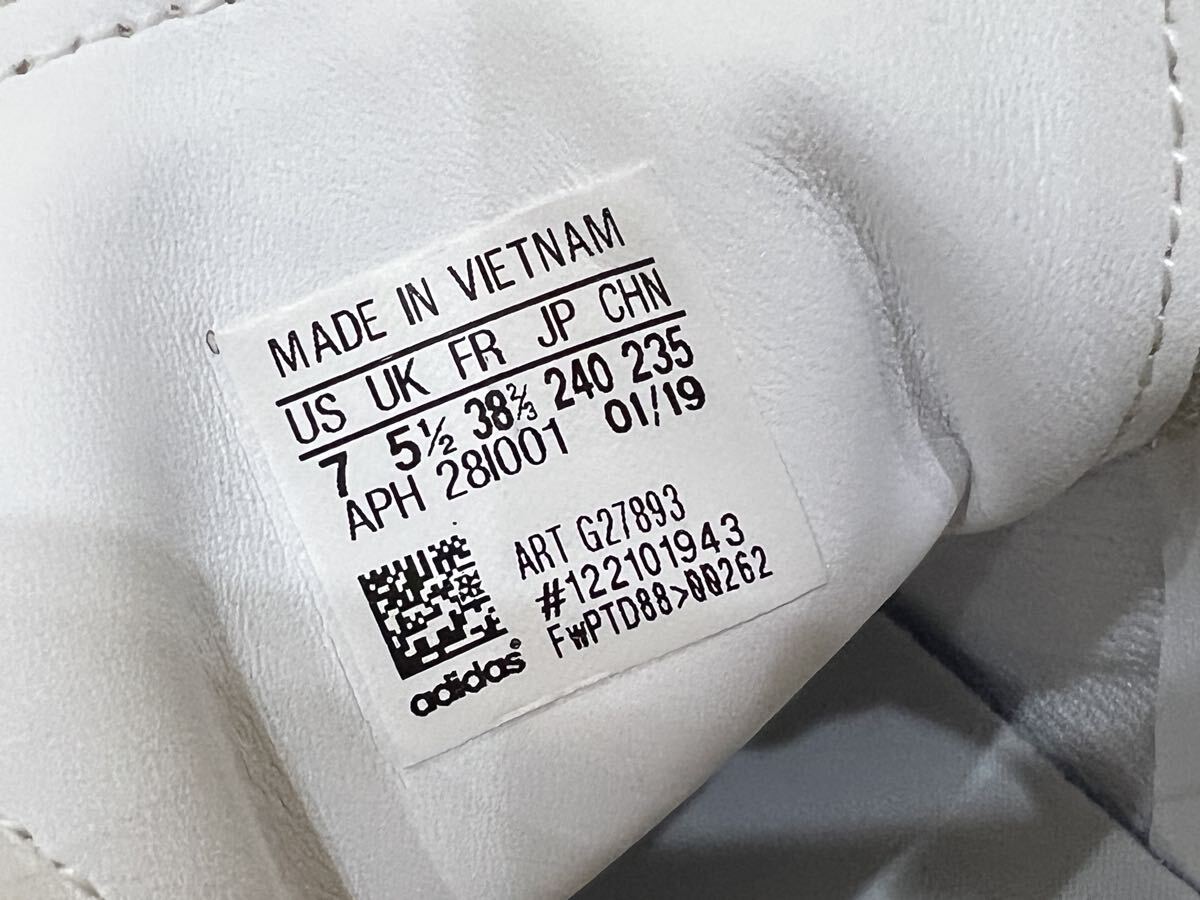 MADE IN VIETNAM
US UK FR JP CHN
7 5½ 38⅔ 240 235
APH 28I001 01/19
ART G27893
#122101943
FwPTD88>00262
adidas®